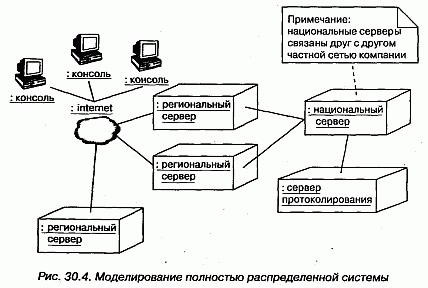 Примечание:
национальные серверы
связаны друг с другом
частной сетью компании
: консоль
: консоль
: консоль
: internet
: региональный
сервер
: национальный
сервер
: региональный
сервер
: сервер
протоколирования
: региональный
сервер
Рис. 30.4. Моделирование полностью распределенной системы